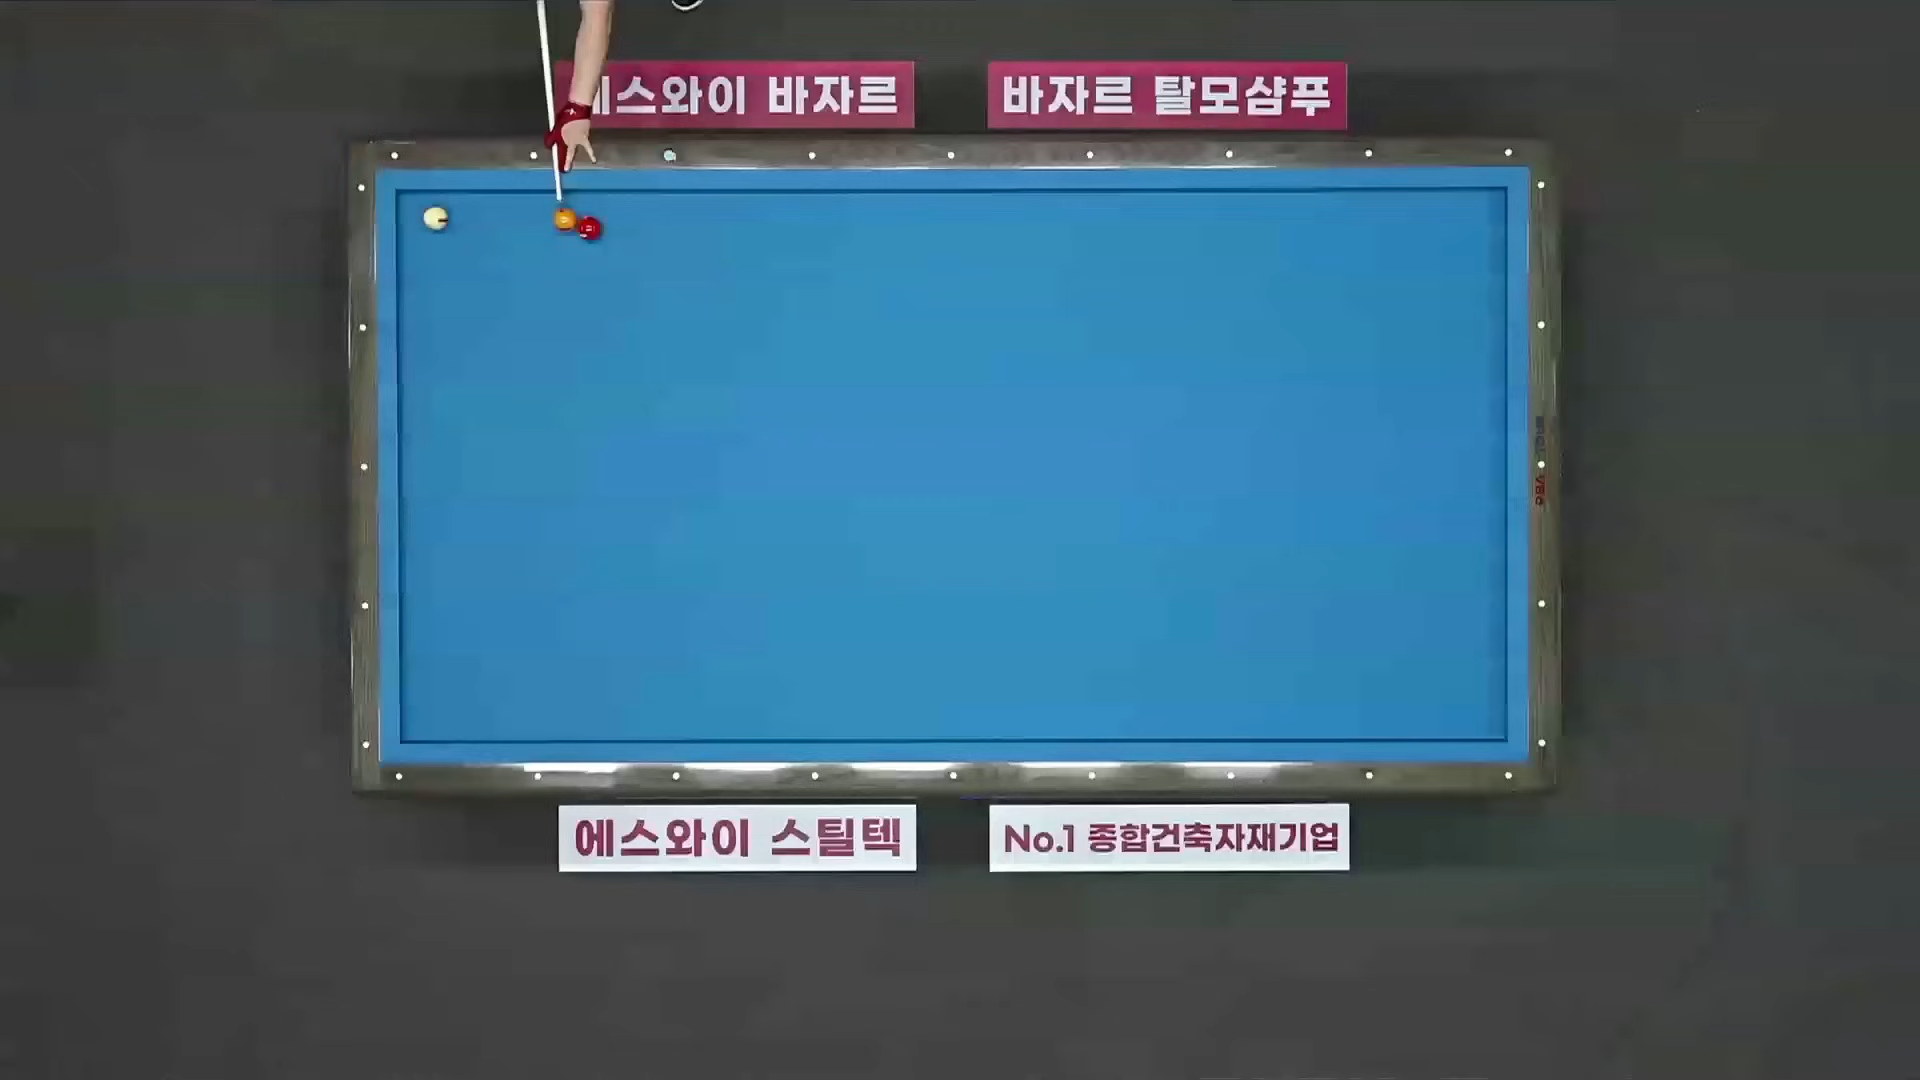 에스와이 바자르
바자르 탈모샴푸
에스와이 스틸텍
No.1 종합건축자재기업